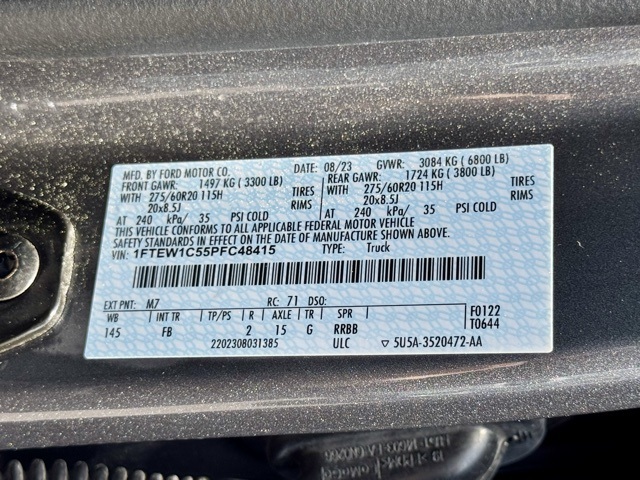 MFD. BY FORD MOTOR CO. 08/23 GVWR: 3084 KG ( 6800 LB)
FRONT GAWR: 1497 KG ( 3300 LB) REAR GAWR: 1724 KG ( 3800 LB)
WITH 275/60R20 115H TIRES WITH 275/60R20 115H TIRES
20x8.5J RIMS 20x8.5J RIMS
AT 240 kPa/ 35 PSI COLD AT 240 kPa/ 35 PSI COLD
THIS VEHICLE CONFORMS TO ALL APPLICABLE FEDERAL MOTOR VEHICLE
SAFETY STANDARDS IN EFFECT ON THE DATE OF MANUFACTURE SHOWN ABOVE.
VIN: 1FTEW1C55PFC48415 TYPE: Truck
EXT PNT: M7 RC: 71 DSO: F0122
WB INT TR TP/PS R AXLE TR SPR T0644
145 FB 2 15 G RRBB
2202308031385 ULC ▽ 5U5A-3520472-AA